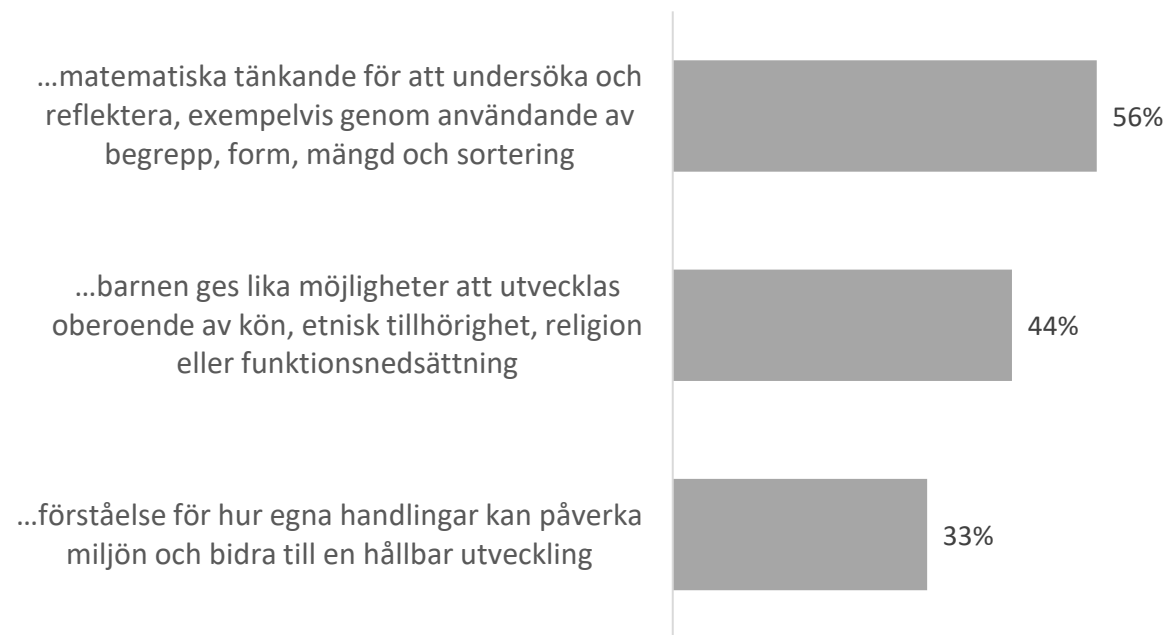 ...matematiska tänkande för att undersöka och
reflektera, exempelvis genom användande av
begrepp, form, mängd och sortering
56%
...barnen ges lika möjligheter att utvecklas
oberoende av kön, etnisk tillhörighet, religion
eller funktionsnedsättning
44%
...förståelse för hur egna handlingar kan påverka
miljön och bidra till en hållbar utveckling
33%